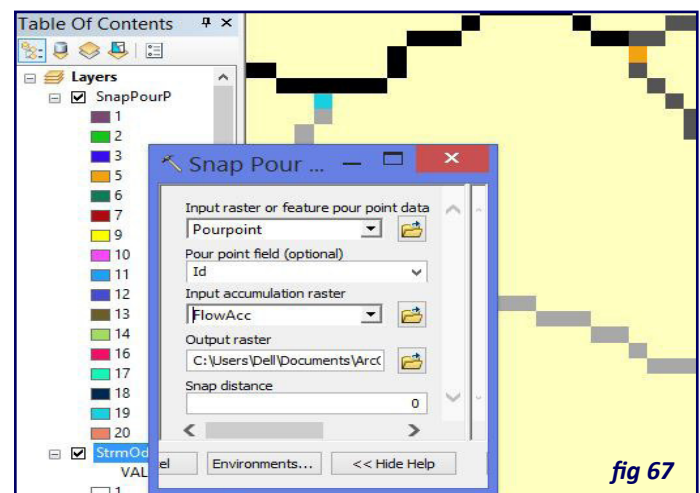 Table Of Contents
Layers
SnapPourP
1
2
3
5
6
7
9
10
11
12
13
14
16
17
18
19
20
StrmOd
VAL
1
Snap Pour ...
Input raster or feature pour point data
Pourpoint
Pour point field (optional)
Id
Input accumulation raster
FlowAcc
Output raster
C:\Users\Dell\Documents\Arc
Snap distance
0
el
Environments...
<< Hide Help
fig 67